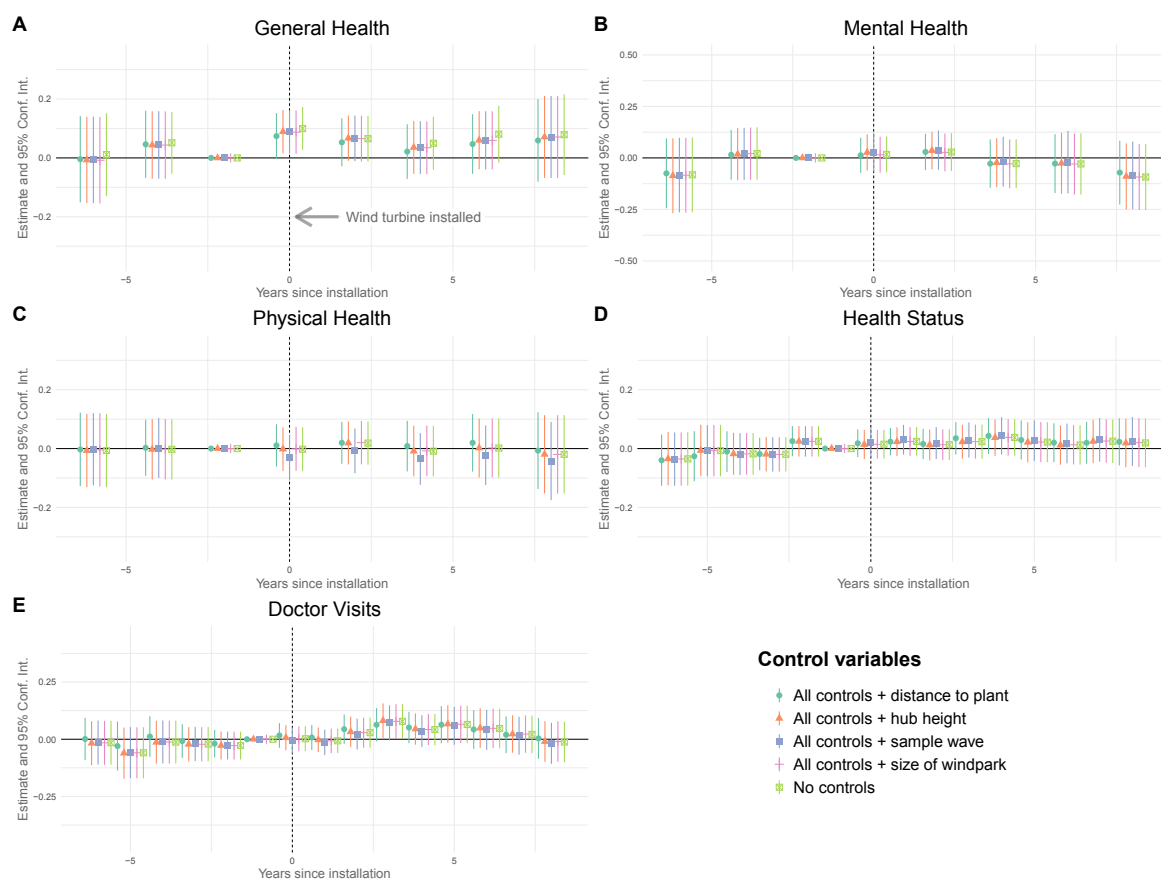 A
General Health
Estimate and 95% Conf. Int.
0.2
0.0
−0.2
Wind turbine installed
−5
0
5
Years since installation
B
Mental Health
Estimate and 95% Conf. Int.
0.50
0.25
0.00
−0.25
−0.50
−5
0
5
Years since installation
C
Physical Health
Estimate and 95% Conf. Int.
0.2
0.0
−0.2
−5
0
5
Years since installation
D
Health Status
Estimate and 95% Conf. Int.
0.2
0.0
−0.2
−5
0
5
Years since installation
E
Doctor Visits
Estimate and 95% Conf. Int.
0.25
0.00
−0.25
−5
0
5
Years since installation
Control variables
All controls + distance to plant
All controls + hub height
All controls + sample wave
All controls + size of windpark
No controls